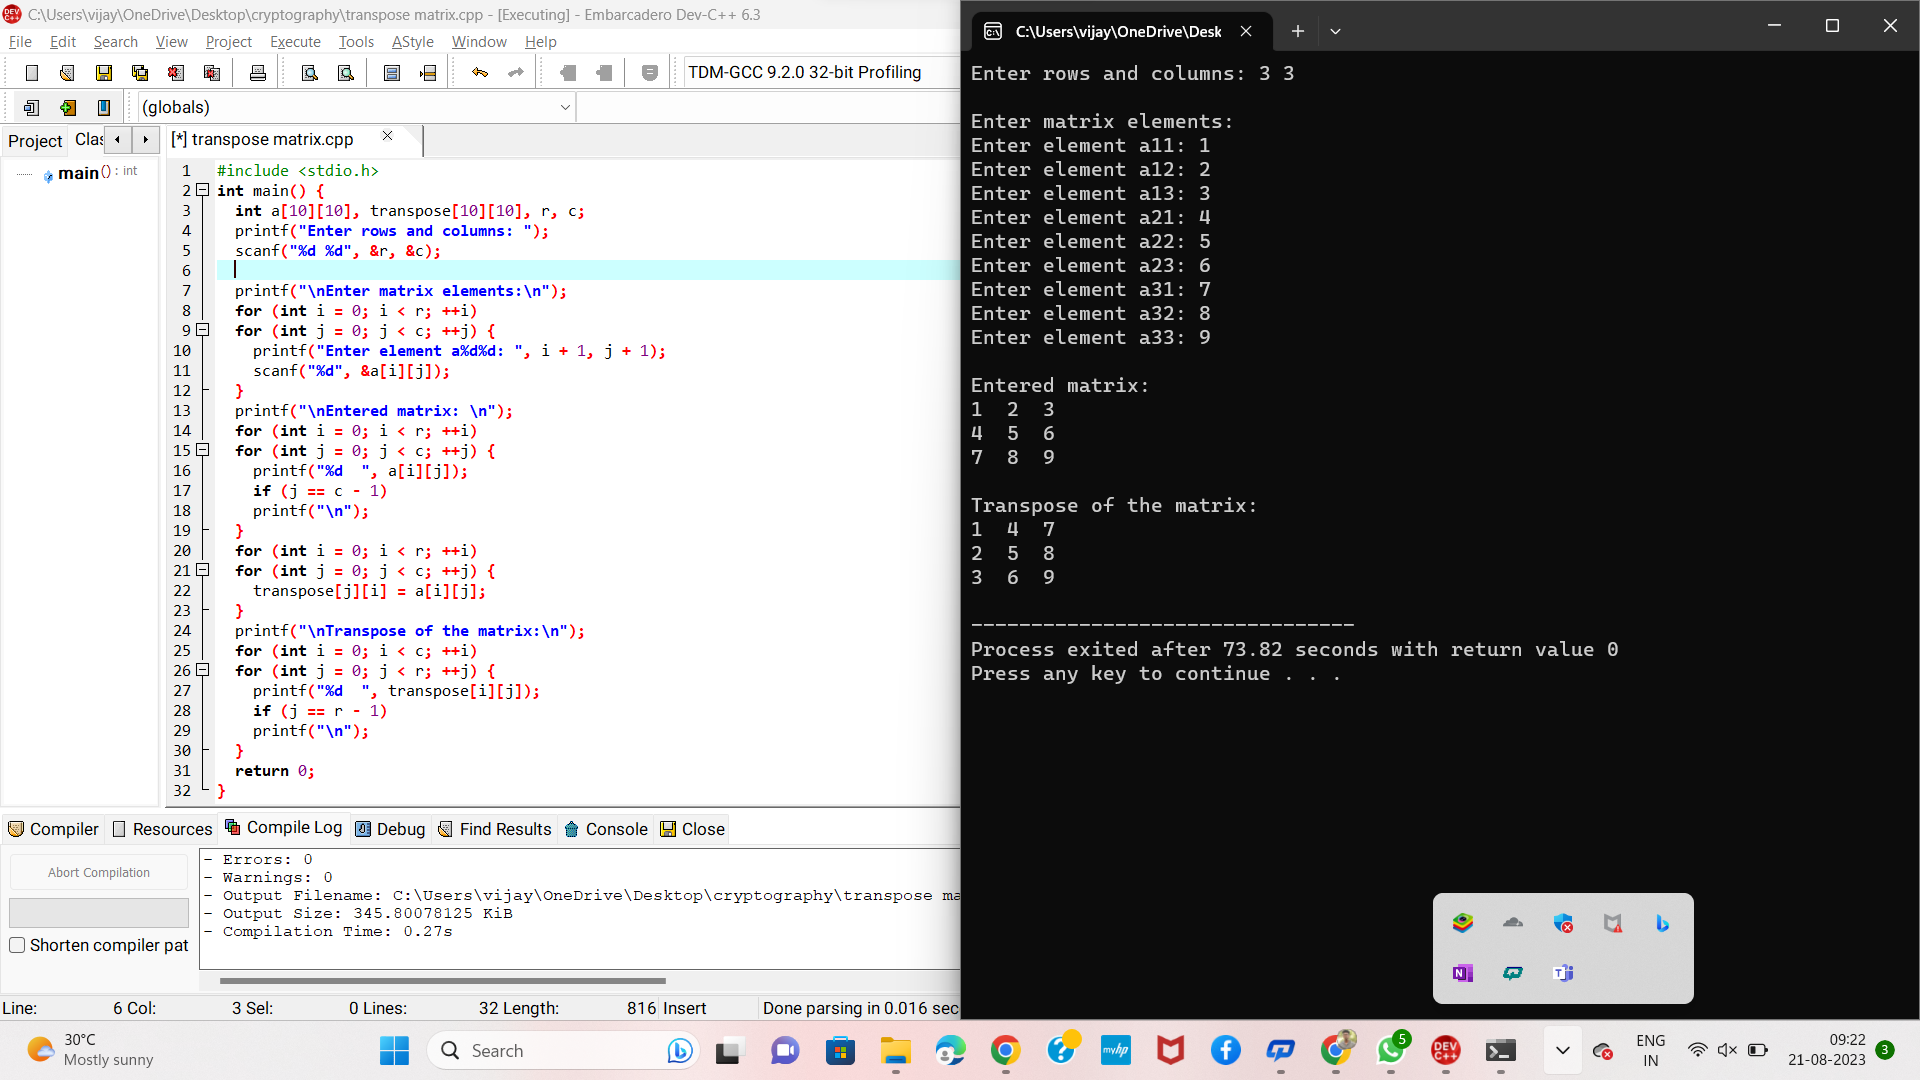 C:\Users\vijay\OneDrive\Desktop\cryptography\transpose matrix.cpp - [Executing] - Embarcadero Dev-C++ 6.3
File Edit Search View Project Execute Tools AStyle Window Help
TDM-GCC 9.2.0 32-bit Profiling
(globals)
Project Clas
[*] transpose matrix.cpp
main() : int
1 #include <stdio.h>
2 int main() {
3 int a[10][10], transpose[10][10], r, c;
4 printf("Enter rows and columns: ");
5 scanf("%d %d", &r, &c);
6
7 printf("\nEnter matrix elements:\n");
8 for (int i = 0; i < r; ++i)
9 for (int j = 0; j < c; ++j) {
10 printf("Enter element a%d%d: ", i + 1, j + 1);
11 scanf("%d", &a[i][j]);
12 }
13 printf("\nEntered matrix: \n");
14 for (int i = 0; i < r; ++i)
15 for (int j = 0; j < c; ++j) {
16 printf("%d  ", a[i][j]);
17 if (j == c - 1)
18 printf("\n");
19 }
20 for (int i = 0; i < r; ++i)
21 for (int j = 0; j < c; ++j) {
22 transpose[j][i] = a[i][j];
23 }
24 printf("\nTranspose of the matrix:\n");
25 for (int i = 0; i < c; ++i)
26 for (int j = 0; j < r; ++j) {
27 printf("%d  ", transpose[i][j]);
28 if (j == r - 1)
29 printf("\n");
30 }
31 return 0;
32 }
Compiler Resources Compile Log Debug Find Results Console Close
Abort Compilation
Shorten compiler pat
- Errors: 0
- Warnings: 0
- Output Filename: C:\Users\vijay\OneDrive\Desktop\cryptography\transpose ma
- Output Size: 345.80078125 KiB
- Compilation Time: 0.27s
Line: 6 Col: 3 Sel: 0 Lines: 32 Length: 816 Insert Done parsing in 0.016 sec
C:\Users\vijay\OneDrive\Desk
Enter rows and columns: 3 3
Enter matrix elements:
Enter element a11: 1
Enter element a12: 2
Enter element a13: 3
Enter element a21: 4
Enter element a22: 5
Enter element a23: 6
Enter element a31: 7
Enter element a32: 8
Enter element a33: 9
Entered matrix:
1 2 3
4 5 6
7 8 9
Transpose of the matrix:
1 4 7
2 5 8
3 6 9
--------------------------------
Process exited after 73.82 seconds with return value 0
Press any key to continue . . .
30°C
Mostly sunny
Search
myhp
5
DEV C++
ENG
IN
09:22
21-08-2023
3